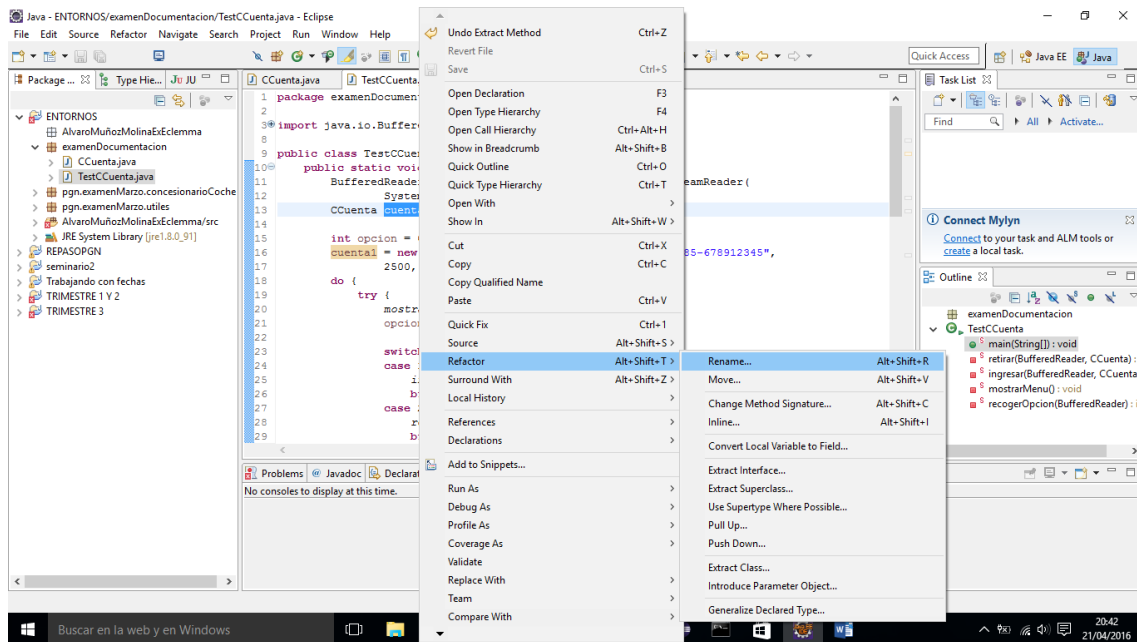 Java - ENTORNOS/examenDocumentacion/TestCCuenta.java - Eclipse
File Edit Source Refactor Navigate Search Project Run Window Help
Quick Access
Java EE
Java
Package ...
Type Hie...
JU
ENTORNOS
AlvaroMuñozMolinaExEclemma
examenDocumentacion
CCuenta.java
TestCCuenta.java
pgn.examenMarzo.concesionarioCoche
pgn.examenMarzo.utiles
AlvaroMuñozMolinaExEclemma/src
JRE System Library [jre1.8.0_91]
REPASOPGN
seminario2
Trabajando con fechas
TRIMESTRE 1 Y 2
TRIMESTRE 3
CCuenta.java
TestCCuenta.
1 package examenDocumen
2
3 import java.io.Buffer
8
9 public class TestCCue
10 public static voi
11 BufferedReade eamReader(
12 Syste
13 CCuenta cuent
14
15 int opcion =
16 cuenta1 = new 85-678912345",
17 2500,
18 do {
19 try {
20 mostr
21 opcio
22
23 switc
24 case
25 i
26 b
27 case
28 re
29 b
Undo Extract Method Ctrl+Z
Revert File
Save Ctrl+S
Open Declaration F3
Open Type Hierarchy F4
Open Call Hierarchy Ctrl+Alt+H
Show in Breadcrumb Alt+Shift+B
Quick Outline Ctrl+O
Quick Type Hierarchy Ctrl+T
Open With
Show In Alt+Shift+W
Cut Ctrl+X
Copy Ctrl+C
Copy Qualified Name
Paste Ctrl+V
Quick Fix Ctrl+1
Source Alt+Shift+S
Refactor Alt+Shift+T
Surround With Alt+Shift+Z
Local History
References
Declarations
Add to Snippets...
Run As
Debug As
Profile As
Coverage As
Validate
Replace With
Team
Compare With
Rename... Alt+Shift+R
Move... Alt+Shift+V
Change Method Signature... Alt+Shift+C
Inline... Alt+Shift+I
Convert Local Variable to Field...
Extract Interface...
Extract Superclass...
Use Supertype Where Possible...
Pull Up...
Push Down...
Extract Class...
Introduce Parameter Object...
Generalize Declared Type...
Task List
Find
All
Activate...
Connect Mylyn
Connect to your task and ALM tools or
create a local task.
Outline
examenDocumentacion
TestCCuenta
main(String[]) : void
retirar(BufferedReader, CCuenta) :
ingresar(BufferedReader, CCuenta
mostrarMenu() : void
recogerOpcion(BufferedReader) : i
Problems
Javadoc
Declarat
No consoles to display at this time.
Buscar en la web y en Windows
20:42
21/04/2016